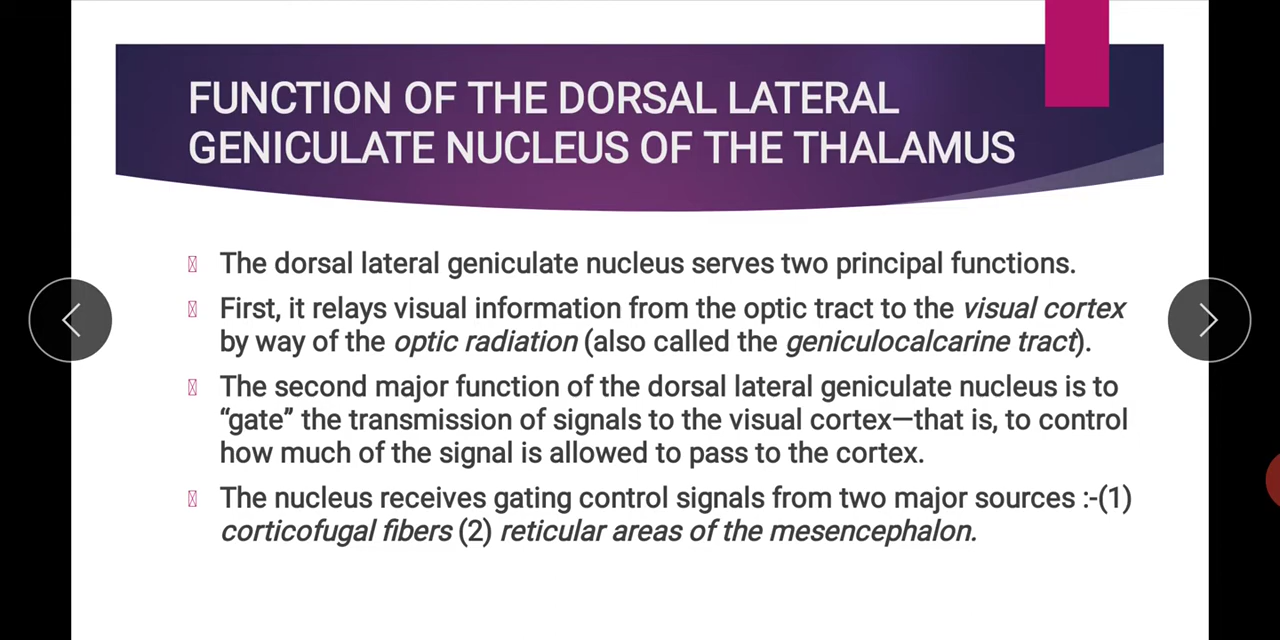 FUNCTION OF THE DORSAL LATERAL
GENICULATE NUCLEUS OF THE THALAMUS
The dorsal lateral geniculate nucleus serves two principal functions.
First, it relays visual information from the optic tract to the visual cortex
by way of the optic radiation (also called the geniculocalcarine tract).
The second major function of the dorsal lateral geniculate nucleus is to
“gate” the transmission of signals to the visual cortex—that is, to control
how much of the signal is allowed to pass to the cortex.
The nucleus receives gating control signals from two major sources :-(1)
corticofugal fibers (2) reticular areas of the mesencephalon.